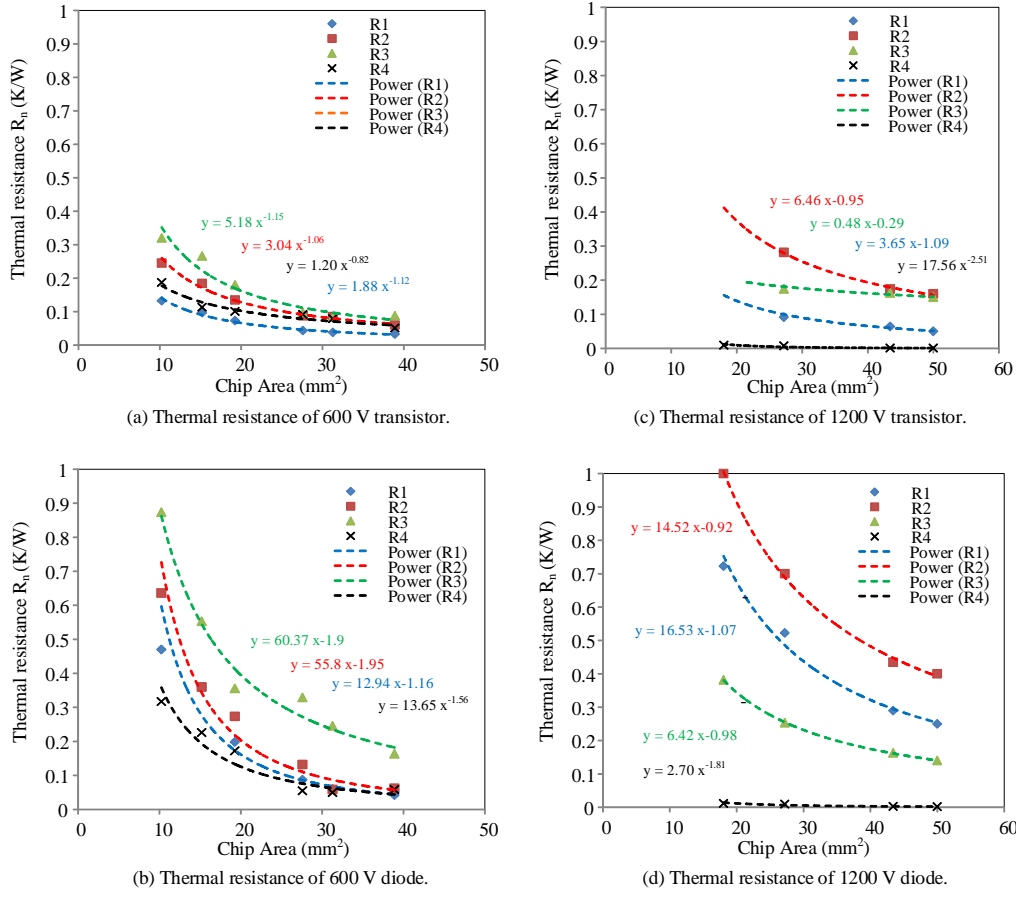 Thermal resistance Rn (K/W)
1
0.9
0.8
0.7
0.6
0.5
0.4
0.3
0.2
0.1
0
R1
R2
R3
R4
Power (R1)
Power (R2)
Power (R3)
Power (R4)
y = 5.18 x^-1.15
y = 3.04 x^-1.06
y = 1.20 x^-0.82
y = 1.88 x^-1.12
0 10 20 30 40 50
Chip Area (mm²)
(a) Thermal resistance of 600 V transistor.
Thermal resistance Rn (K/W)
1
0.9
0.8
0.7
0.6
0.5
0.4
0.3
0.2
0.1
0
R1
R2
R3
R4
Power (R1)
Power (R2)
Power (R3)
Power (R4)
y = 6.46 x-0.95
y = 0.48 x-0.29
y = 3.65 x-1.09
y = 17.56 x^-2.51
0 10 20 30 40 50 60
Chip Area (mm²)
(c) Thermal resistance of 1200 V transistor.
Thermal resistance Rn (K/W)
1
0.9
0.8
0.7
0.6
0.5
0.4
0.3
0.2
0.1
0
R1
R2
R3
R4
Power (R1)
Power (R2)
Power (R3)
Power (R4)
y = 60.37 x-1.9
y = 55.8 x-1.95
y = 12.94 x-1.16
y = 13.65 x^-1.56
0 10 20 30 40 50
Chip Area (mm²)
(b) Thermal resistance of 600 V diode.
Thermal resistance Rn (K/W)
1
0.9
0.8
0.7
0.6
0.5
0.4
0.3
0.2
0.1
0
R1
R2
R3
R4
Power (R1)
Power (R2)
Power (R3)
Power (R4)
y = 14.52 x-0.92
y = 16.53 x-1.07
y = 6.42 x-0.98
y = 2.70 x^-1.81
0 10 20 30 40 50 60
Chip Area (mm²)
(d) Thermal resistance of 1200 V diode.